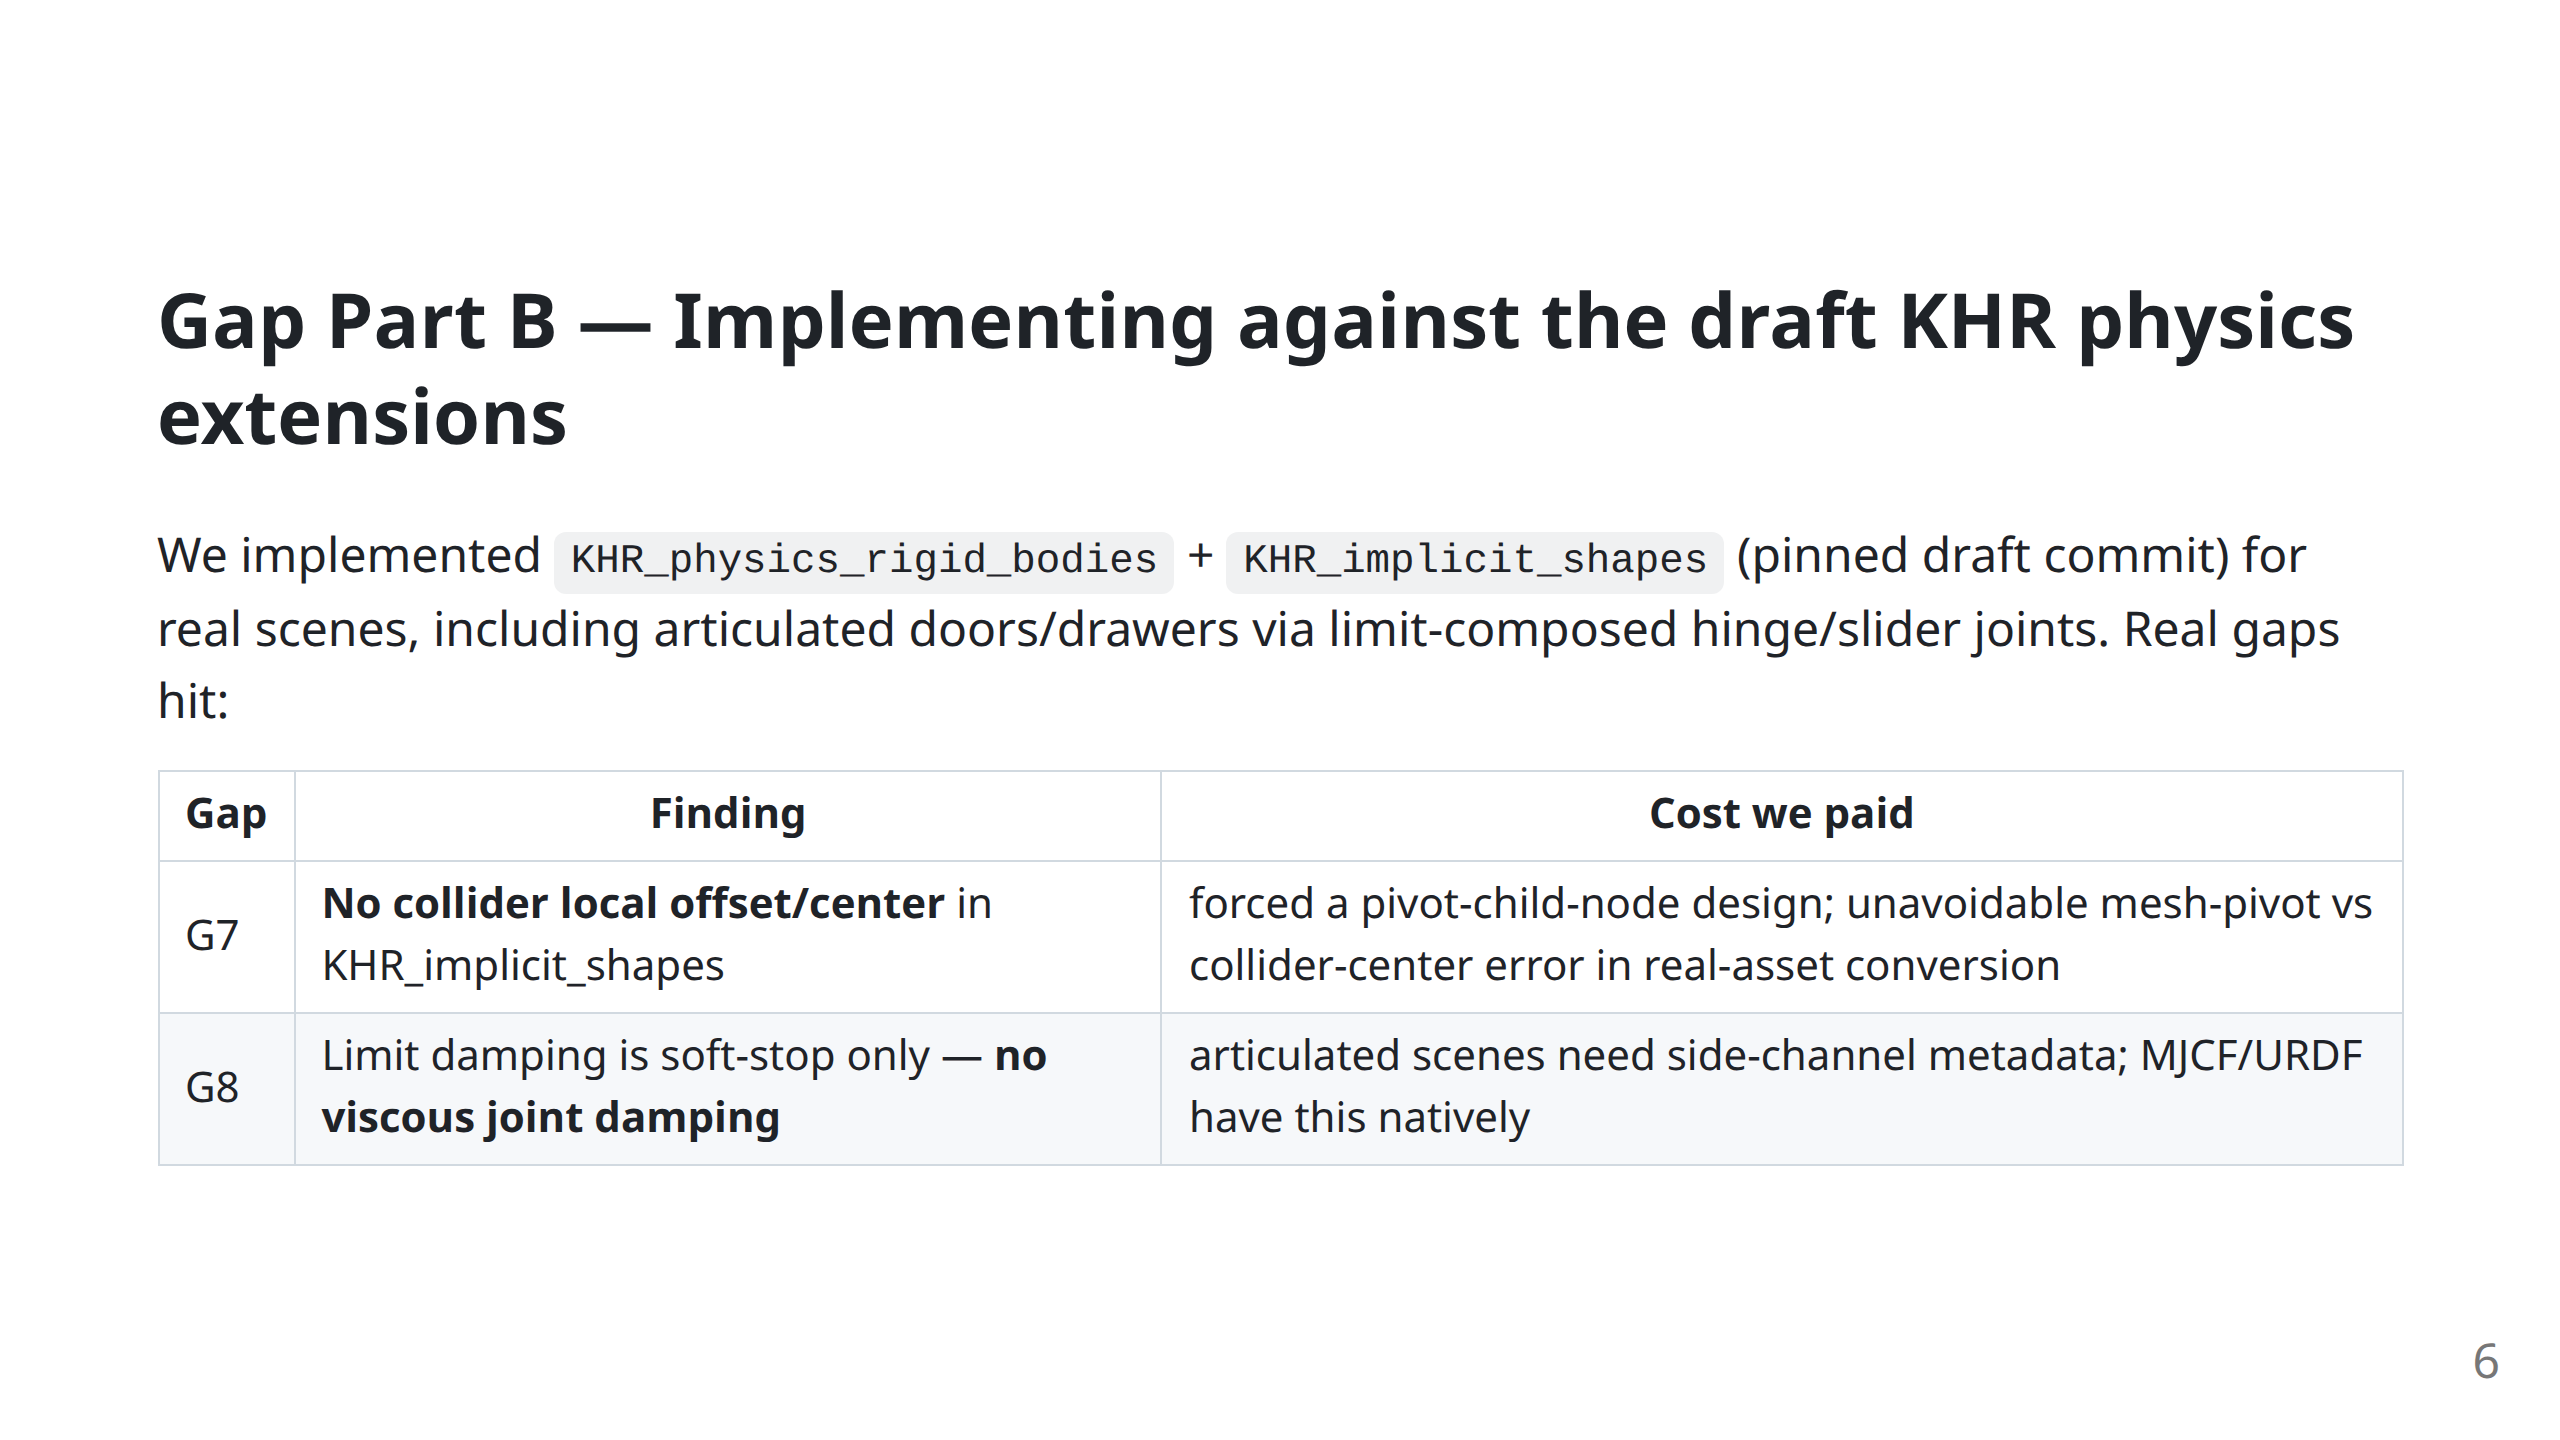 Gap Part B — Implementing against the draft KHR physics
extensions
We implemented KHR_physics_rigid_bodies + KHR_implicit_shapes (pinned draft commit) for
real scenes, including articulated doors/drawers via limit-composed hinge/slider joints. Real gaps
hit:
Gap Finding Cost we paid
G7
No collider local offset/center in
KHR_implicit_shapes
forced a pivot-child-node design; unavoidable mesh-pivot vs
collider-center error in real-asset conversion
G8
Limit damping is soft-stop only — no
viscous joint damping
articulated scenes need side-channel metadata; MJCF/URDF
have this natively
6